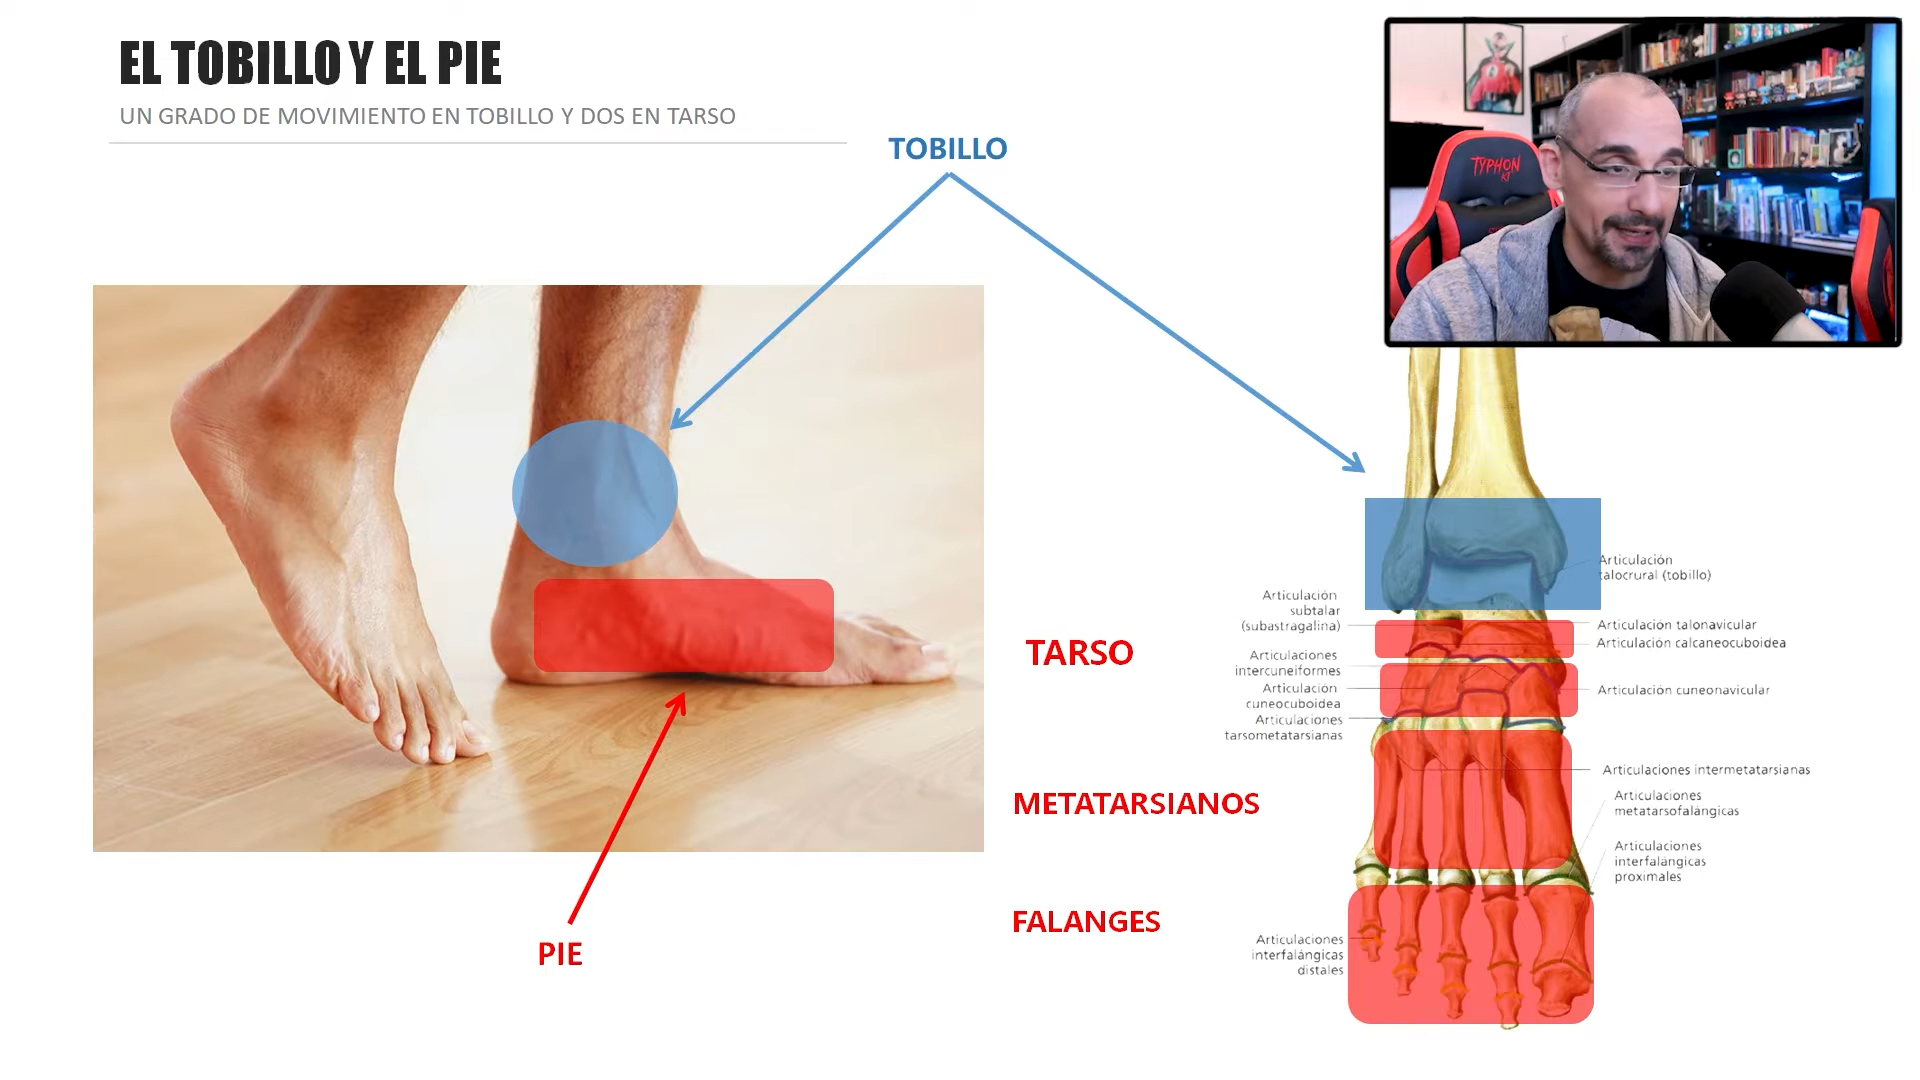 EL TOBILLO Y EL PIE
UN GRADO DE MOVIMIENTO EN TOBILLO Y DOS EN TARSO
TOBILLO
TYPHON
Articulación
talocrural (tobillo)
Articulación
subtalar
(subastragalina)
Articulación talonavicular
Articulación calcaneocuboidea
TARSO
Articulaciones
intercuneiformes
Articulación
cuneocuboidea
Articulación cuneonavicular
Articulaciones
tarsometatarsianas
Articulaciones intermetatarsianas
METATARSIANOS
Articulaciones
metatarsofalángicas
Articulaciones
interfalángicas
proximales
FALANGES
Articulaciones
interfalángicas
distales
PIE